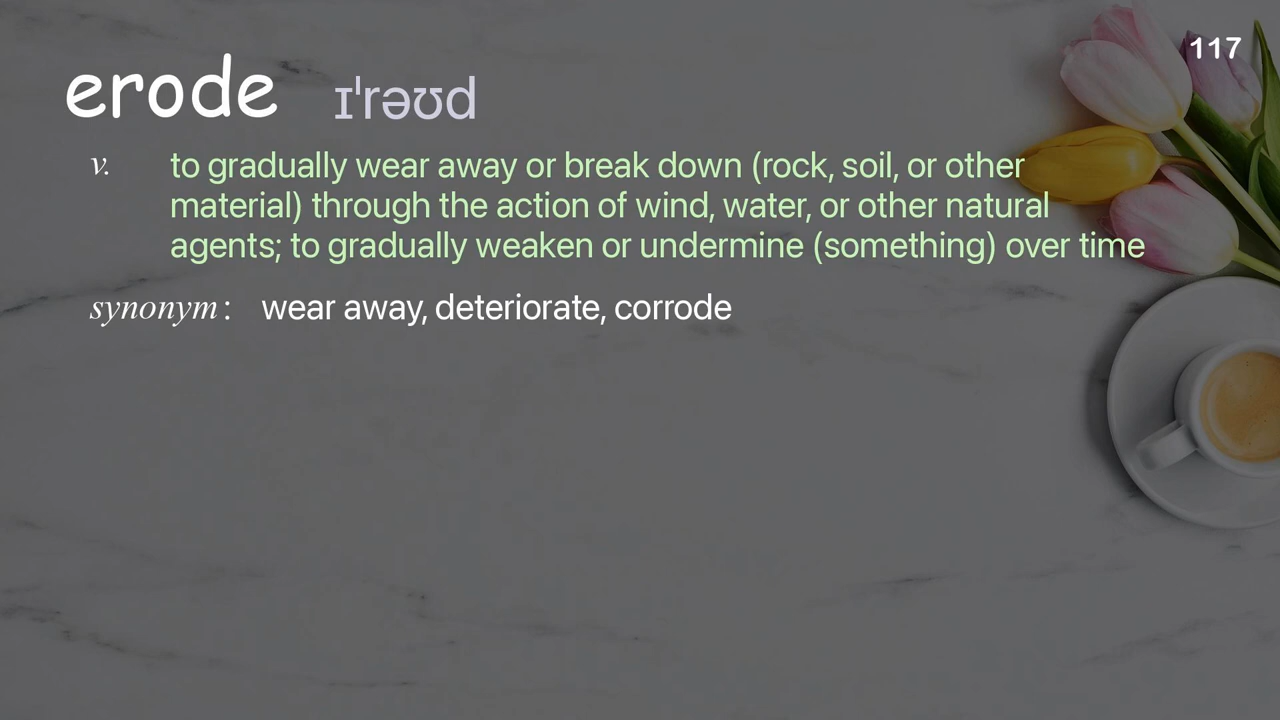 117
erode ɪˈrəʊd
v. to gradually wear away or break down (rock, soil, or other
material) through the action of wind, water, or other natural
agents; to gradually weaken or undermine (something) over time
synonym: wear away, deteriorate, corrode